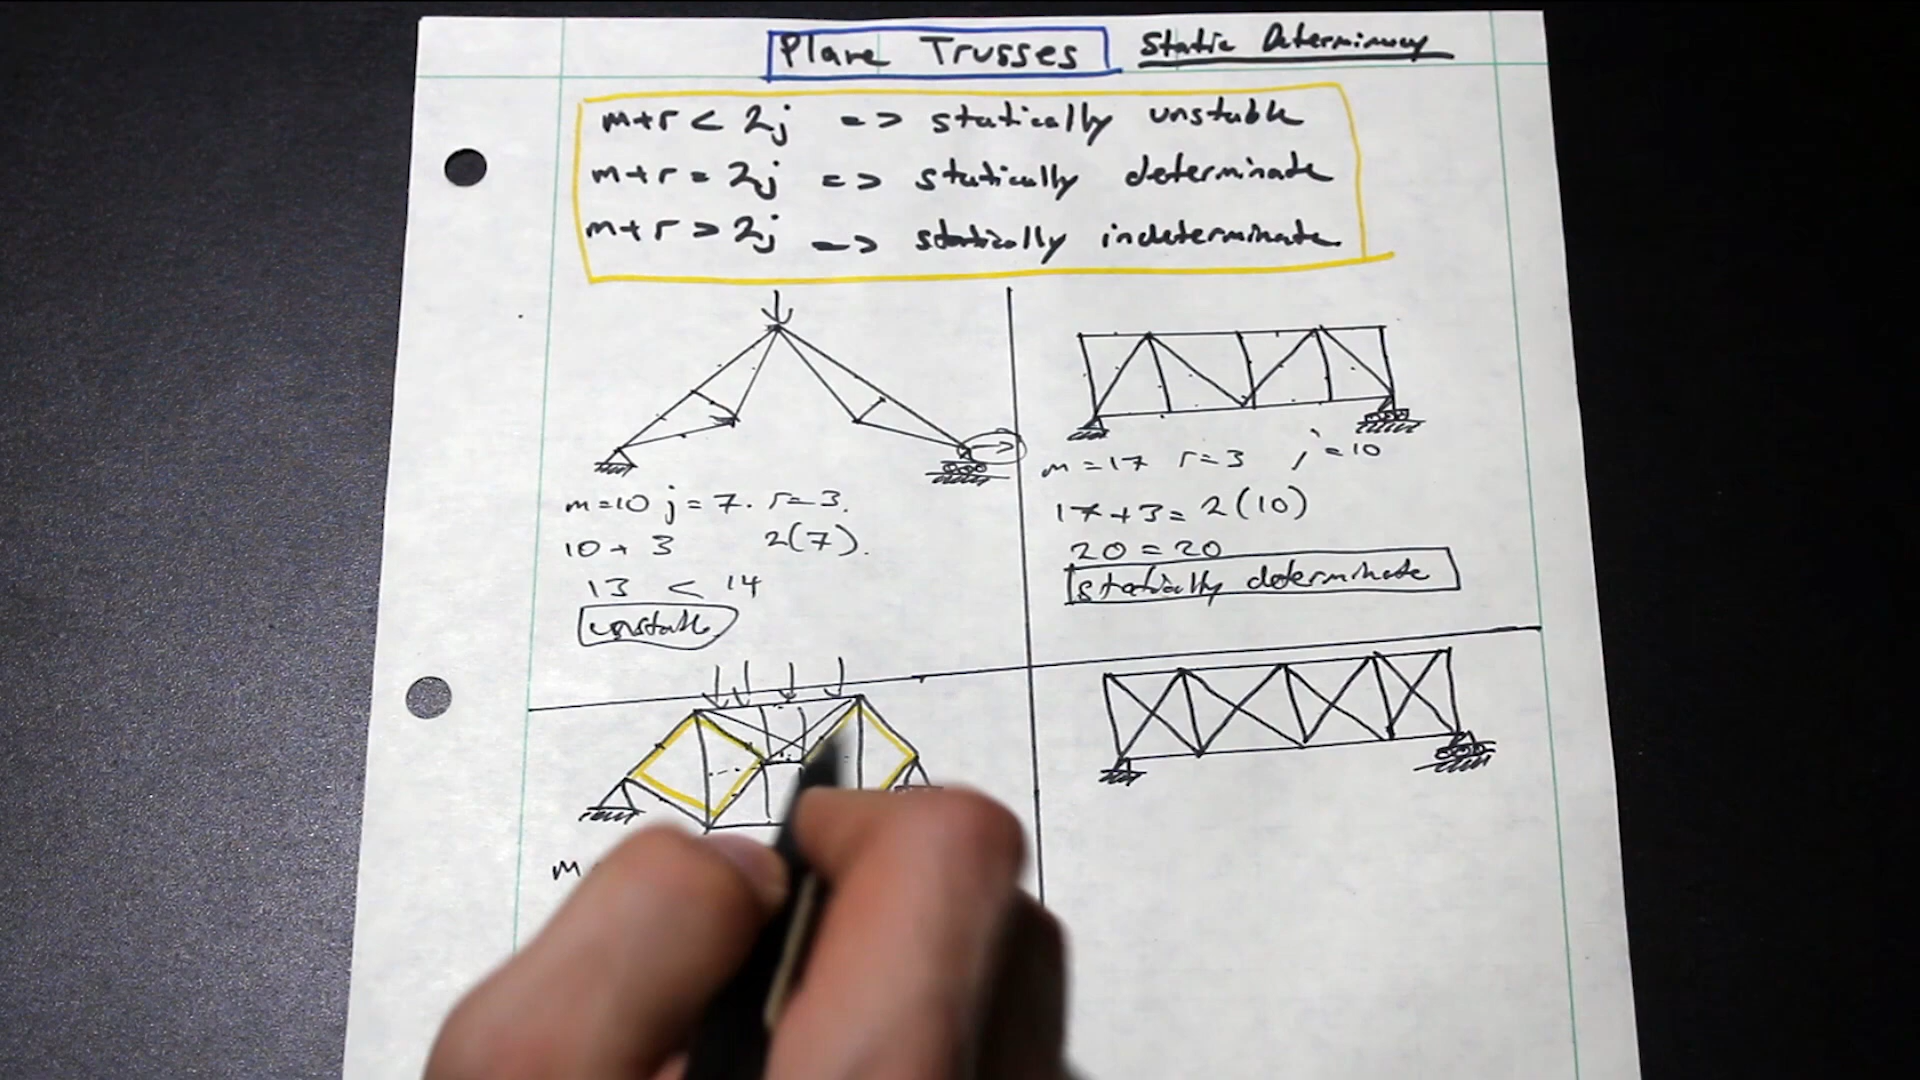 Plane Trusses Static Determinacy
m+r < 2j => statically unstable
m+r = 2j => statically determinate
m+r > 2j => statically indeterminate
m=10 j=7. r=3.
10+3 2(7).
13 < 14
unstable
m=17 r=3 j=10
17+3=2(10)
20=20
statically determinate
m